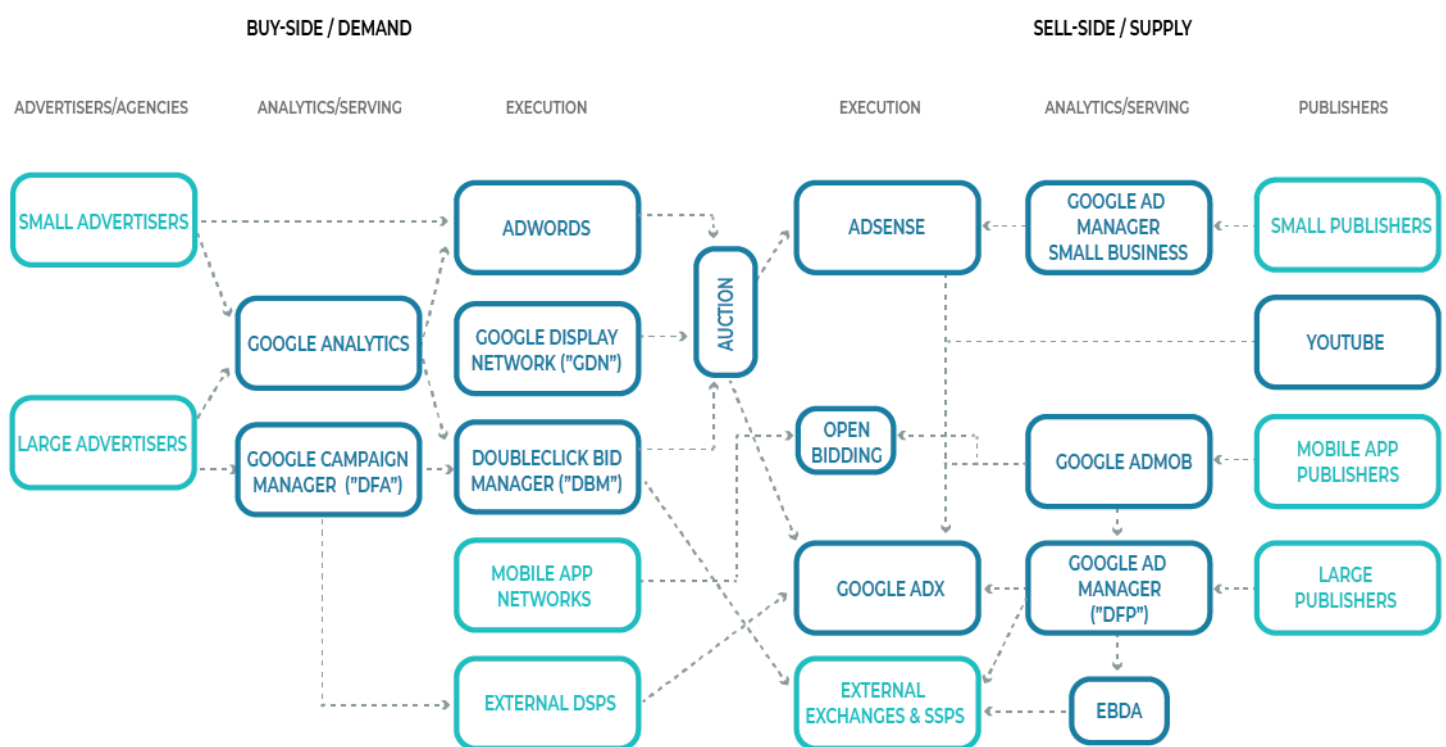 BUY-SIDE / DEMAND
SELL-SIDE / SUPPLY
ADVERTISERS/AGENCIES
ANALYTICS/SERVING
EXECUTION
EXECUTION
ANALYTICS/SERVING
PUBLISHERS
SMALL ADVERTISERS
LARGE ADVERTISERS
GOOGLE ANALYTICS
GOOGLE CAMPAIGN
MANAGER ("DFA")
ADWORDS
GOOGLE DISPLAY
NETWORK ("GDN")
DOUBLECLICK BID
MANAGER ("DBM")
MOBILE APP
NETWORKS
EXTERNAL DSPS
AUCTION
ADSENSE
OPEN
BIDDING
GOOGLE ADX
EXTERNAL
EXCHANGES & SSPS
GOOGLE AD
MANAGER
SMALL BUSINESS
GOOGLE ADMOB
GOOGLE AD
MANAGER
("DFP")
EBDA
SMALL PUBLISHERS
YOUTUBE
MOBILE APP
PUBLISHERS
LARGE
PUBLISHERS